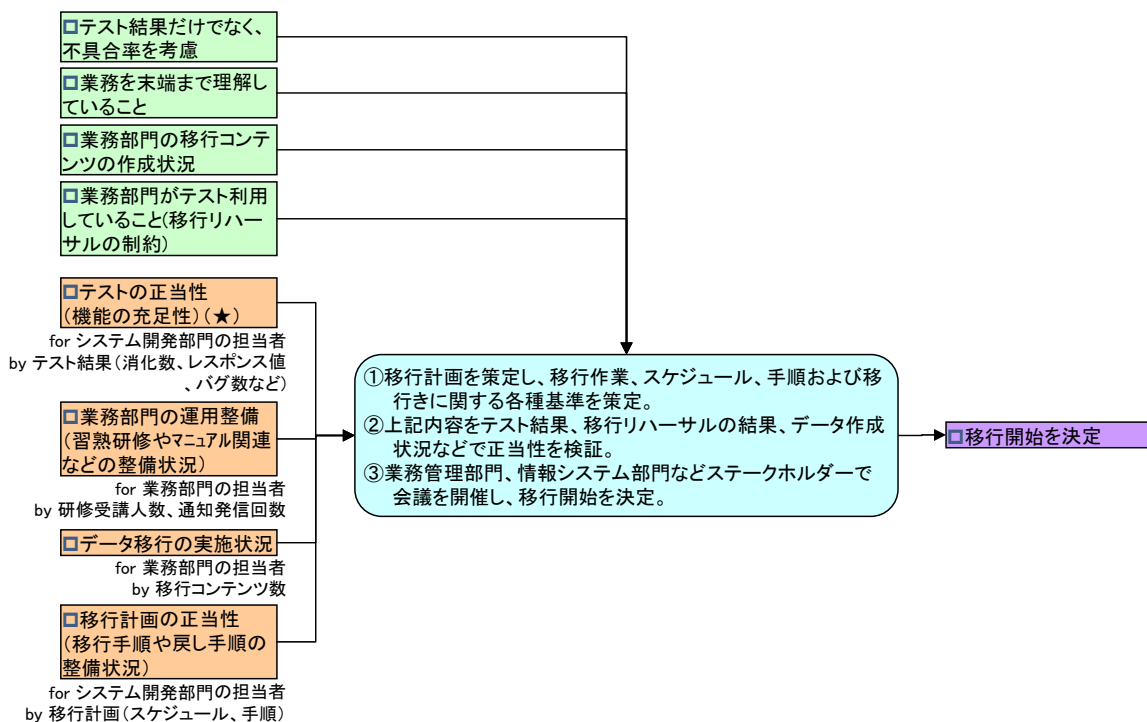 □テスト結果だけでなく、
不具合率を考慮
□業務を末端まで理解し
ていること
□業務部門の移行コンテ
ンツの作成状況
□業務部門がテスト利用
していること(移行リハー
サルの制約)
□テストの正当性
(機能の充足性)(★)
for システム開発部門の担当者
by テスト結果(消化数、レスポンス値
、バグ数など)
□業務部門の運用整備
(習熟研修やマニュアル関連
などの整備状況)
for 業務部門の担当者
by 研修受講人数、通知発信回数
□データ移行の実施状況
for 業務部門の担当者
by 移行コンテンツ数
□移行計画の正当性
(移行手順や戻し手順の
整備状況)
for システム開発部門の担当者
by 移行計画(スケジュール、手順)
①移行計画を策定し、移行作業、スケジュール、手順および移
行きに関する各種基準を策定。
②上記内容をテスト結果、移行リハーサルの結果、データ作成
状況などで正当性を検証。
③業務管理部門、情報システム部門などステークホルダーで
会議を開催し、移行開始を決定。
□移行開始を決定